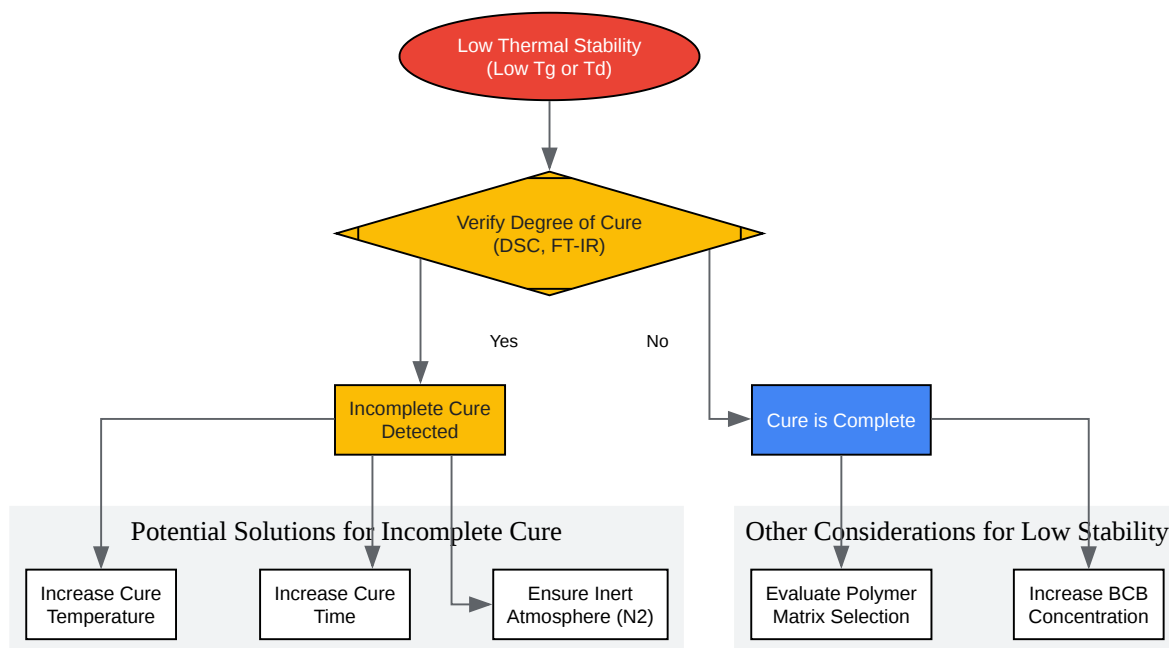 Low Thermal Stability
(Low Tg or Td)
Verify Degree of Cure
(DSC, FT-IR)
Yes
No
Incomplete Cure
Detected
Cure is Complete
Potential Solutions for Incomplete Cure
Other Considerations for Low Stability
Increase Cure
Temperature
Increase Cure
Time
Ensure Inert
Atmosphere (N2)
Evaluate Polymer
Matrix Selection
Increase BCB
Concentration